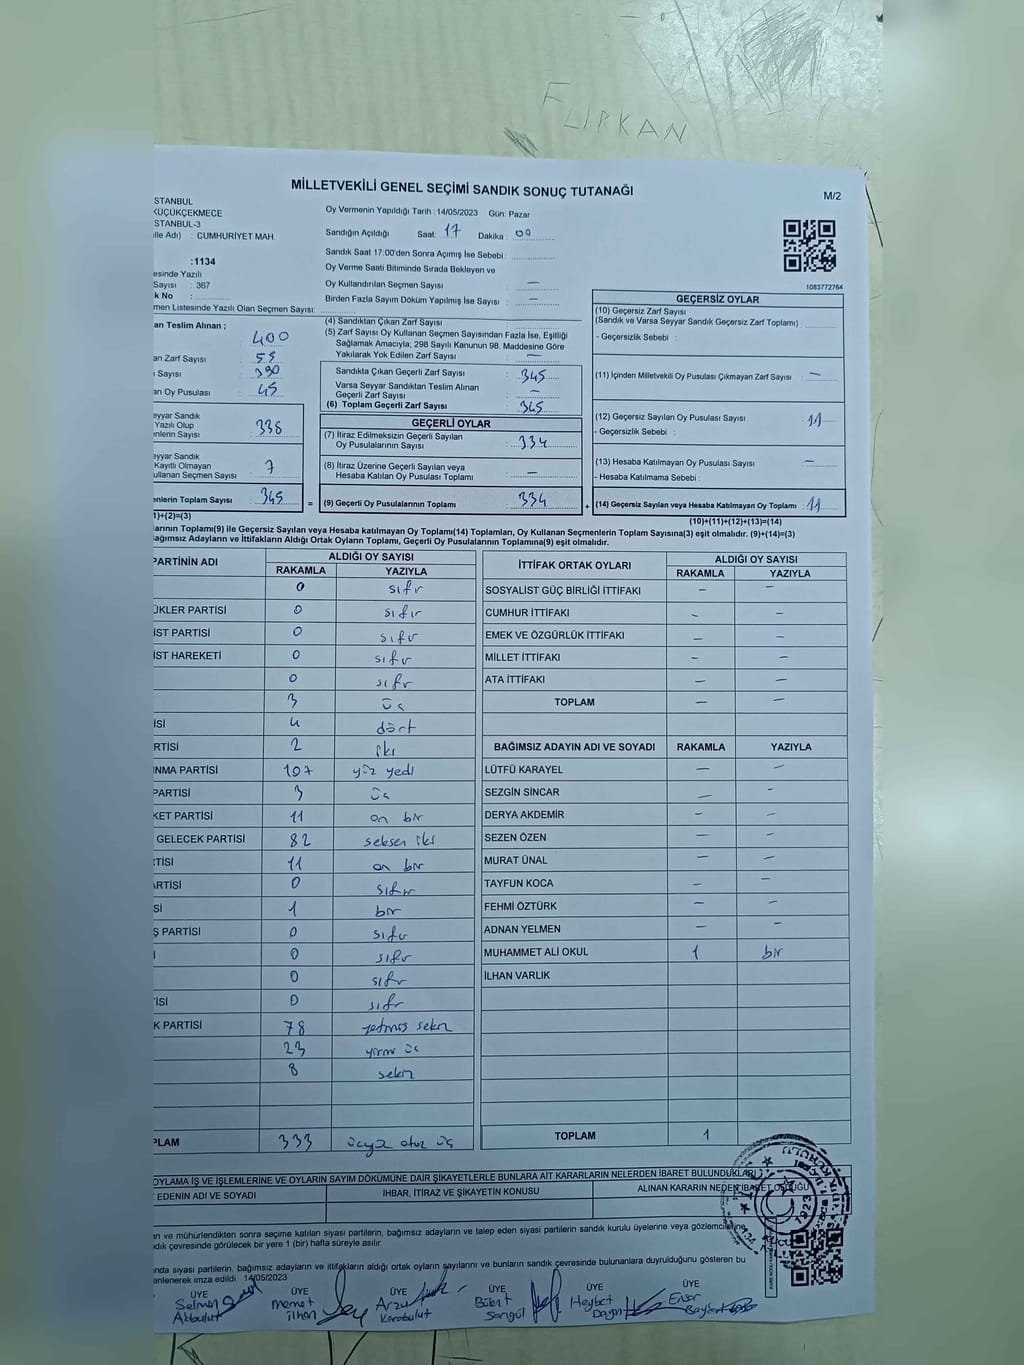 FURKAN
MİLLETVEKİLİ GENEL SEÇİMİ SANDIK SONUÇ TUTANAĞI
M/2
STANBUL
KÜÇÜKÇEKMECE
STANBUL-3
lle Adı) : CUMHURİYET MAH.
:1134
esinde Yazılı
Sayısı : 367
k No :
men Listesinde Yazılı Olan Seçmen Sayısı:
Oy Vermenin Yapıldığı Tarih : 14/05/2023 Gün: Pazar
Sandığın Açıldığı Saat: 17 Dakika : 00
Sandık Saat 17:00'den Sonra Açımış İse Sebebi :
Oy Verme Saati Bitiminde Sırada Bekleyen ve
Oy Kullandırılan Seçmen Sayısı : —
Birden Fazla Sayım Döküm Yapılmış İse Sayısı : —
1083772764
an Teslim Alınan ;
400
an Zarf Sayısı 55
ı Sayısı : 390
an Oy Pusulası : 45
eyyar Sandık
Yazılı Olup
enlerin Sayısı : 338
eyyar Sandık
Kayıtlı Olmayan
ullanan Seçmen Sayısı : 7
enlerin Toplam Sayısı : 345
1)+(2)=(3)
(4) Sandıktan Çıkan Zarf Sayısı :
(5) Zarf Sayısı Oy Kullanan Seçmen Sayısından Fazla İse, Eşitliği
Sağlamak Amacıyla; 298 Sayılı Kanunun 98. Maddesine Göre
Yakılarak Yok Edilen Zarf Sayısı : —
Sandıkta Çıkan Geçerli Zarf Sayısı : 345
Varsa Seyyar Sandıktan Teslim Alınan
Geçerli Zarf Sayısı : —
(6) Toplam Geçerli Zarf Sayısı : 345
GEÇERLİ OYLAR
(7) İtiraz Edilmeksizin Geçerli Sayılan
Oy Pusulalarının Sayısı : 334
(8) İtiraz Üzerine Geçerli Sayılan veya
Hesaba Katılan Oy Pusulası Toplamı : —
= (9) Geçerli Oy Pusulalarının Toplamı : 334
GEÇERSİZ OYLAR
(10) Geçersiz Zarf Sayısı
(Sandık ve Varsa Seyyar Sandık Geçersiz Zarf Toplamı) :
- Geçersizlik Sebebi :
(11) İçinden Milletvekili Oy Pusulası Çıkmayan Zarf Sayısı : —
(12) Geçersiz Sayılan Oy Pusulası Sayısı : 11
- Geçersizlik Sebebi :
(13) Hesaba Katılmayan Oy Pusulası Sayısı : —
- Hesaba Katılmama Sebebi :
+ (14) Geçersiz Sayılan veya Hesaba Katılmayan Oy Toplamı : 11
(10)+(11)+(12)+(13)=(14)
larının Toplamı(9) ile Geçersiz Sayılan veya Hesaba katılmayan Oy Toplamı(14) Toplamları, Oy Kullanan Seçmenlerin Toplam Sayısına(3) eşit olmalıdır. (9)+(14)=(3)
ağımsız Adayların ve İttifakların Aldığı Ortak Oyların Toplamı, Geçerli Oy Pusulalarının Toplamına(9) eşit olmalıdır.
PARTİNİN ADI ALDIĞI OY SAYISI
RAKAMLA YAZIYLA
0 sıfır
ÜKLER PARTİSİ 0 sıfır
İST PARTİSİ 0 sıfır
İST HAREKETİ 0 sıfır
0 sıfır
3 üç
İSİ 4 dört
RTİSİ 2 iki
NMA PARTİSİ 107 yüz yedi
PARTİSİ 3 üç
KET PARTİSİ 11 on bir
GELECEK PARTİSİ 82 seksen iki
TİSİ 11 on bir
ARTİSİ 0 sıfır
Sİ 1 bir
Ş PARTİSİ 0 sıfır
İ 0 sıfır
0 sıfır
İSİ 0 sıfır
K PARTİSİ 78 yetmiş sekiz
23 yirmi üç
8 sekiz
PLAM 333 üçyüz otuz üç
İTTİFAK ORTAK OYLARI ALDIĞI OY SAYISI
RAKAMLA YAZIYLA
SOSYALİST GÜÇ BİRLİĞİ İTTİFAKI — —
CUMHUR İTTİFAKI — —
EMEK VE ÖZGÜRLÜK İTTİFAKI — —
MİLLET İTTİFAKI — —
ATA İTTİFAKI — —
TOPLAM — —
BAĞIMSIZ ADAYIN ADI VE SOYADI RAKAMLA YAZIYLA
LÜTFÜ KARAYEL — —
SEZGİN SİNCAR — —
DERYA AKDEMİR — —
SEZEN ÖZEN — —
MURAT ÜNAL — —
TAYFUN KOCA — —
FEHMİ ÖZTÜRK — —
ADNAN YELMEN — —
MUHAMMET ALİ OKUL 1 bir
İLHAN VARLIK
TOPLAM 1
OYLAMA İŞ VE İŞLEMLERİNE VE OYLARIN SAYIM DÖKÜMÜNE DAİR ŞİKAYETLERLE BUNLARA AİT KARARLARIN NELERDEN İBARET BULUNDUKLARI
EDENİN ADI VE SOYADI İHBAR, İTİRAZ VE ŞİKAYETİN KONUSU ALINAN KARARIN NEDEN İBARET OLDUĞU
n ve mühürlendikten sonra seçime katılan siyasi partilerin, bağımsız adayların ve talep eden siyasi partilerin sandık kurulu üyelerine veya gözlemcilerine
dık çevresinde görülecek bir yere 1 (bir) hafta süreyle asılır.
nda siyasi partilerin, bağımsız adayların ve ittifakların aldığı ortak oyların sayılarını ve bunların sandık çevresinde bulunanlara duyrulduğunu gösteren bu
enlenerek imza edildi. 14/05/2023
ÜYE ÜYE ÜYE ÜYE ÜYE ÜYE
Selman Akbulut
Memet ilhan
Arzu Karabulut
Bülent Sarıgül
Heybet
Enver
1923